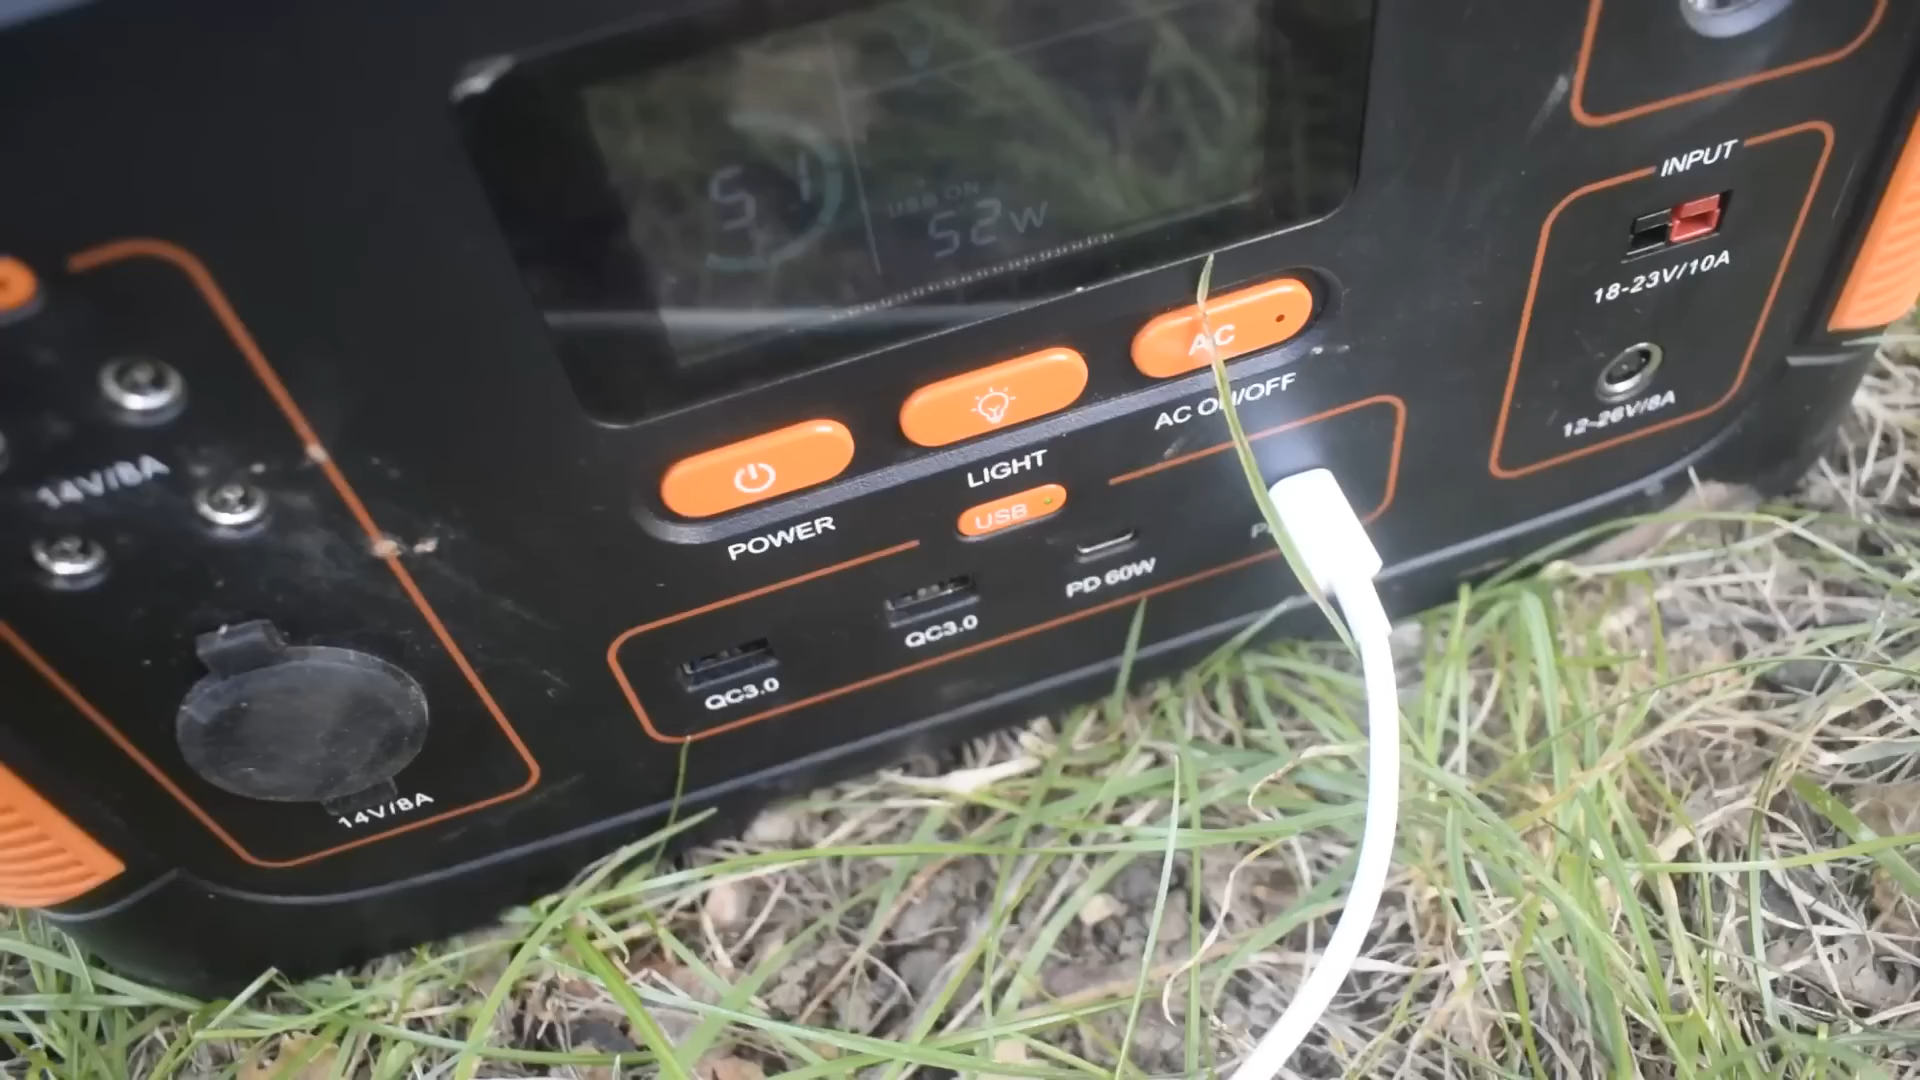 51
USB ON
52W
INPUT
18-23V/10A
12-26V/8A
AC
AC ON/OFF
LIGHT
POWER
USB
PD 60W
QC3.0
QC3.0
14V/8A
14V/8A